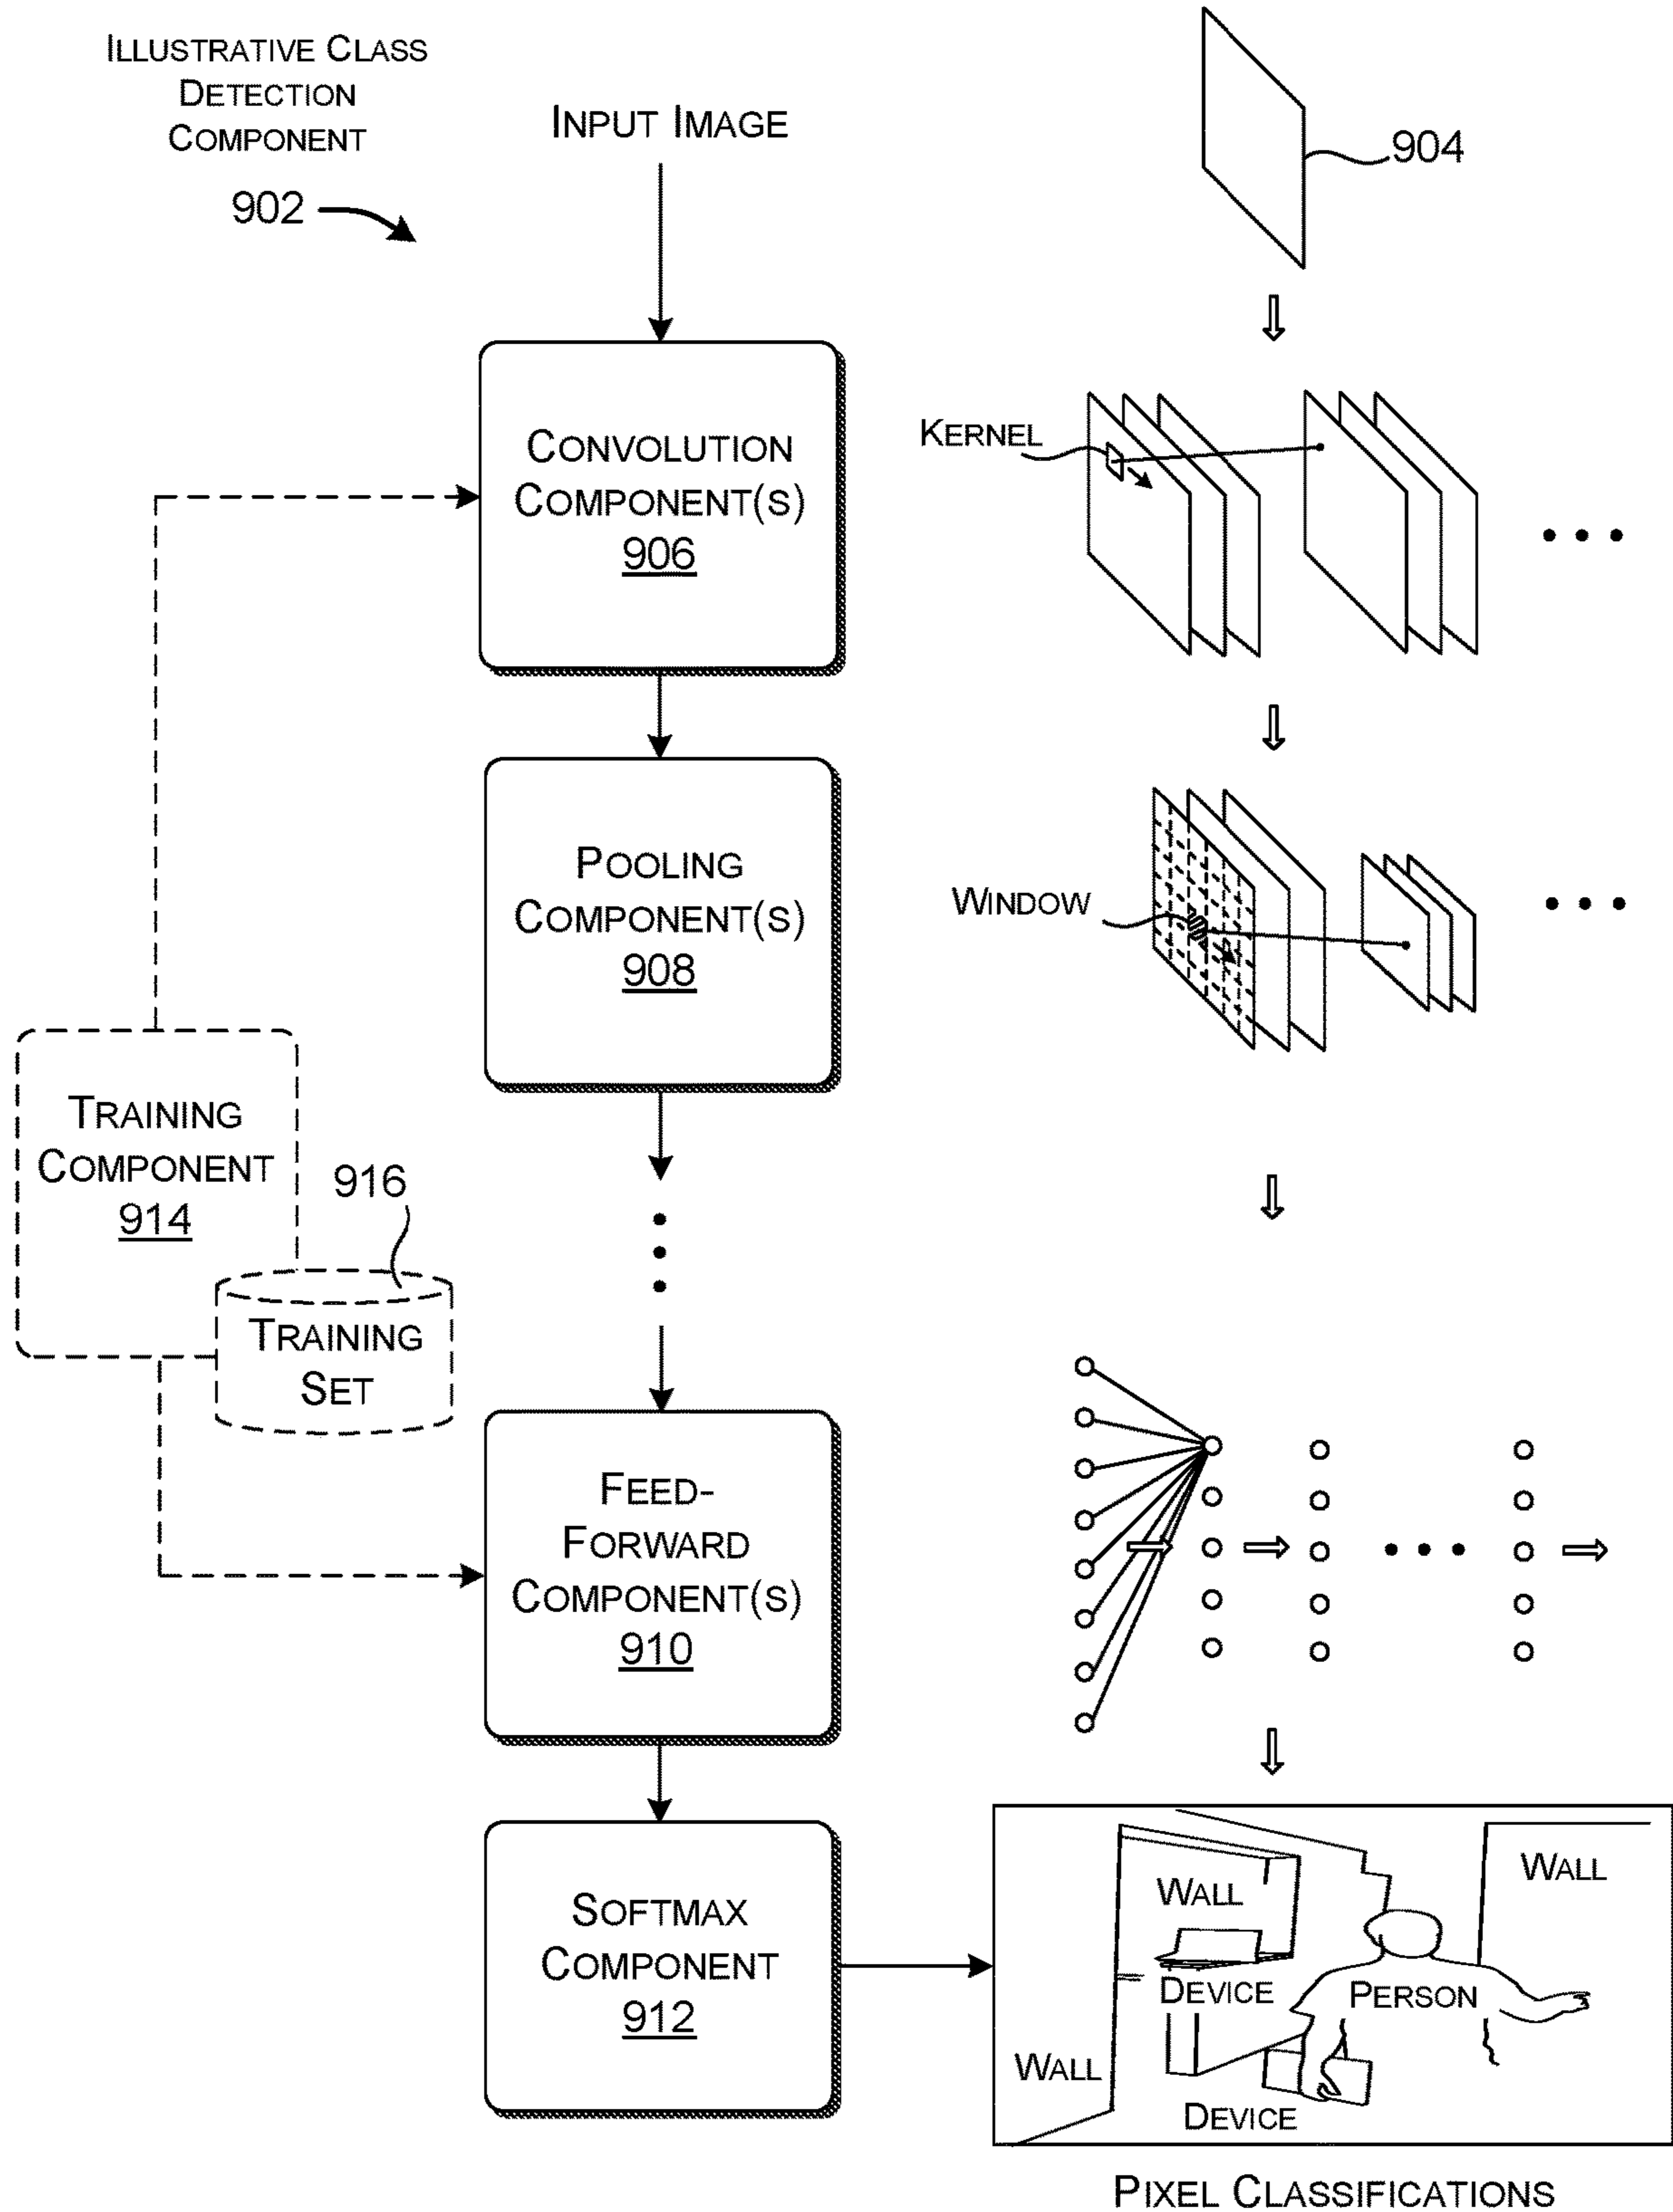 ILLUSTRATIVE CLASS
DETECTION
COMPONENT
902
INPUT IMAGE
904
CONVOLUTION
COMPONENT(S)
906
KERNEL
POOLING
COMPONENT(S)
908
WINDOW
TRAINING
COMPONENT
914
916
TRAINING
SET
FEED-
FORWARD
COMPONENT(S)
910
SOFTMAX
COMPONENT
912
WALL
WALL
DEVICE
PERSON
WALL
DEVICE
PIXEL CLASSIFICATIONS